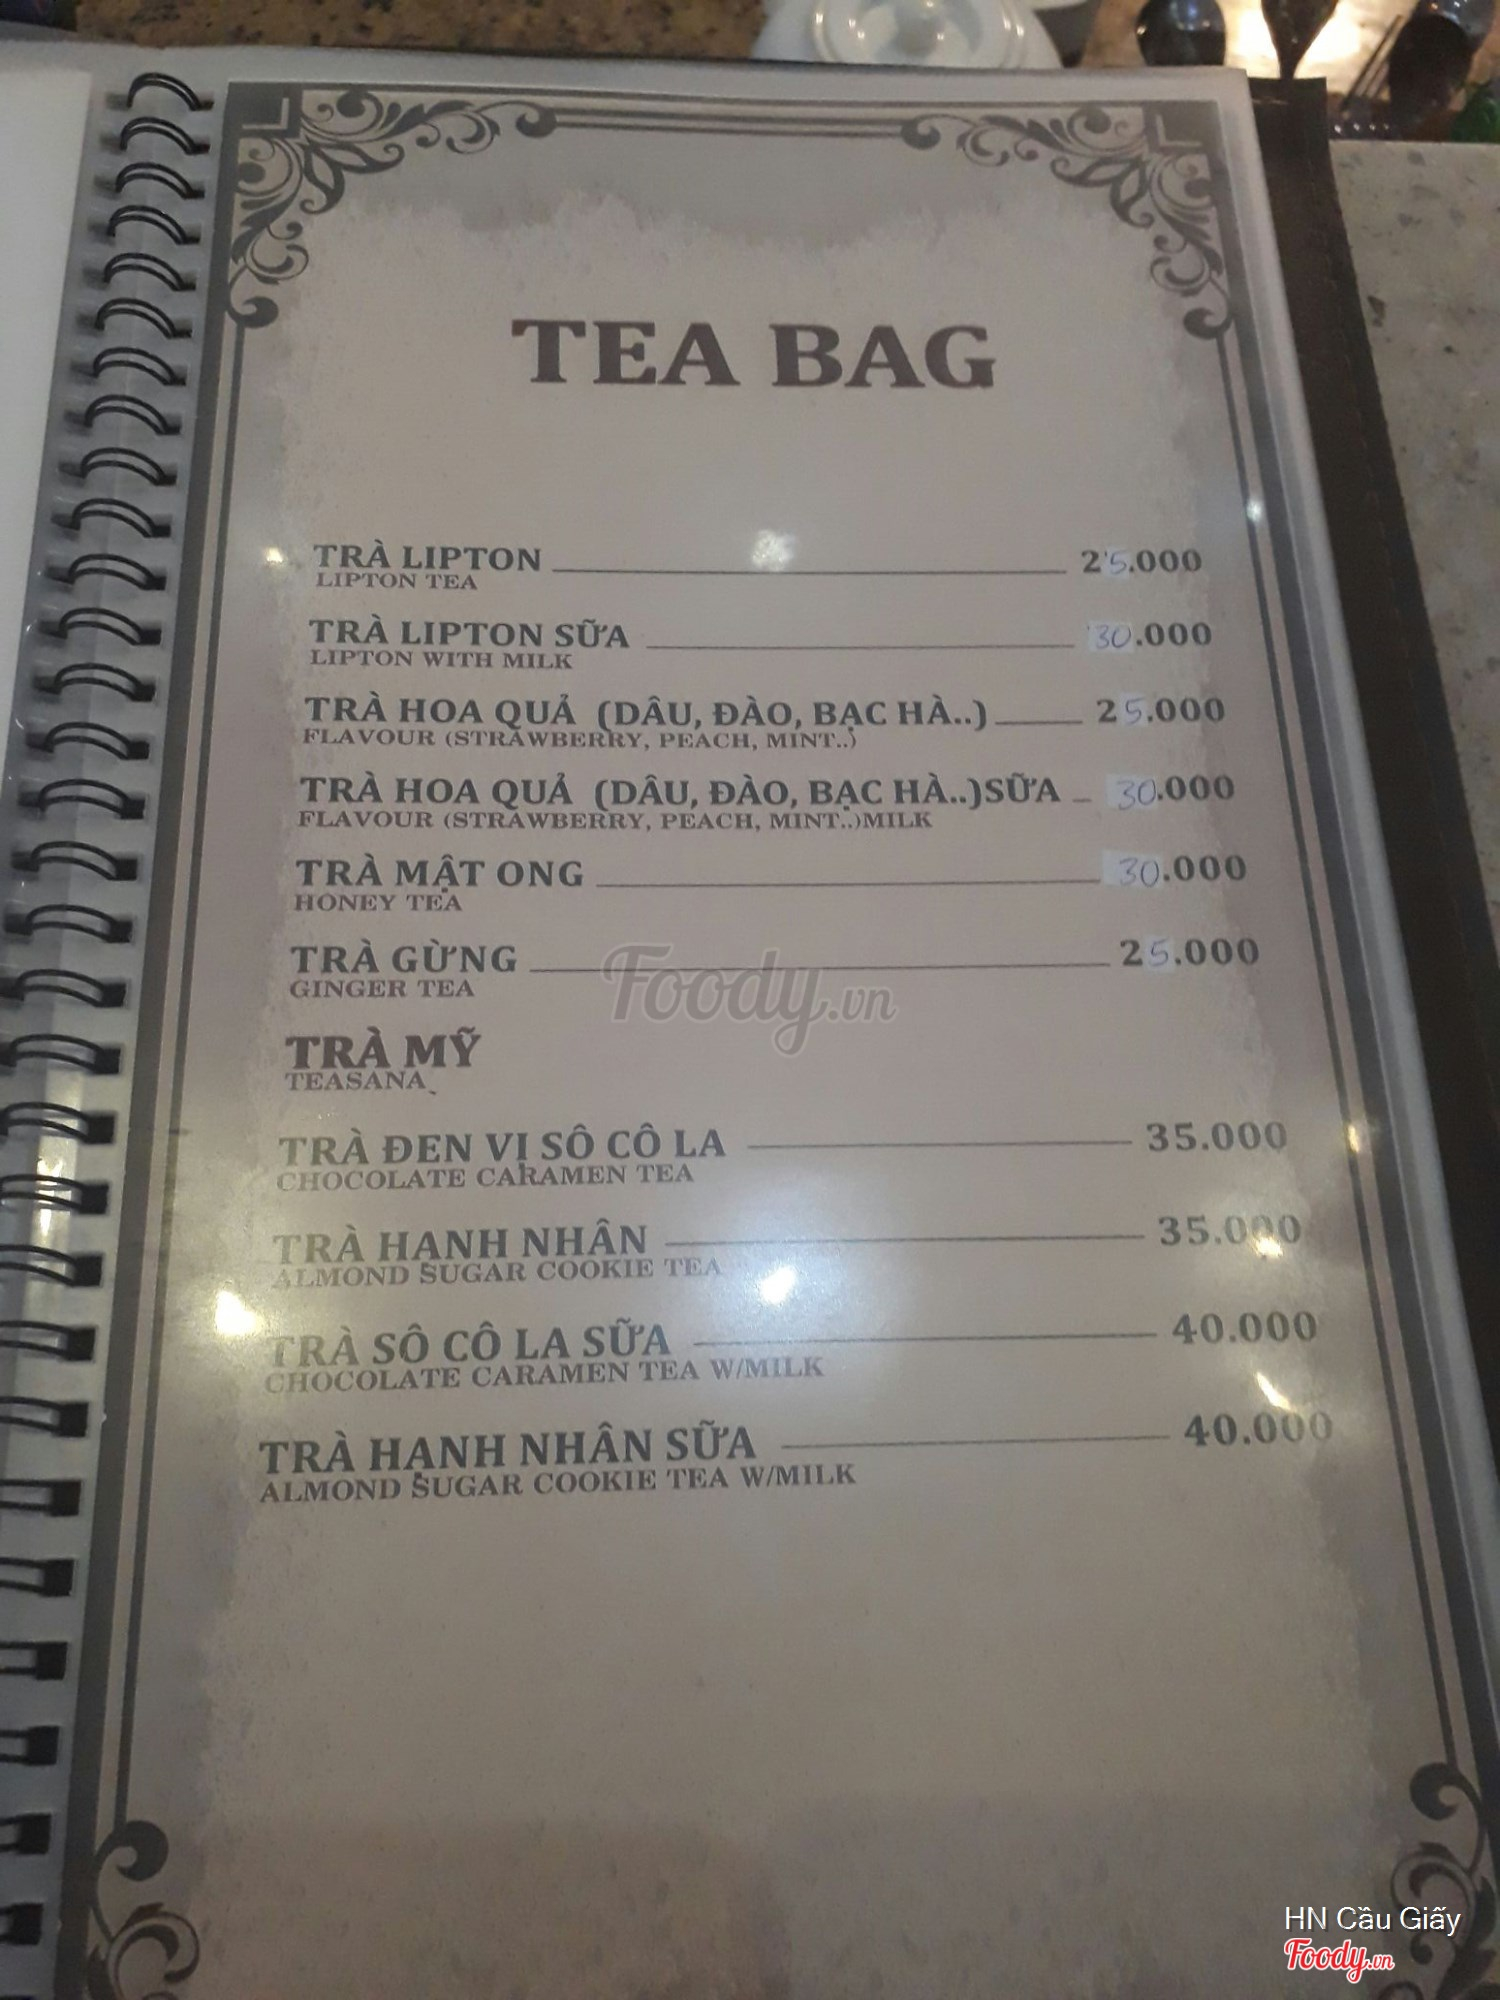 TEA BAG
TRÀ LIPTON 25.000
LIPTON TEA
TRÀ LIPTON SỮA 30.000
LIPTON WITH MILK
TRÀ HOA QUẢ (DÂU, ĐÀO, BẠC HÀ..) 25.000
FLAVOUR (STRAWBERRY, PEACH, MINT..)
TRÀ HOA QUẢ (DÂU, ĐÀO, BẠC HÀ..)SỮA 30.000
FLAVOUR (STRAWBERRY, PEACH, MINT..)MILK
TRÀ MẬT ONG 30.000
HONEY TEA
TRÀ GỪNG 25.000
GINGER TEA
Foody.vn
TRÀ MỸ
TEASANA
TRÀ ĐEN VỊ SÔ CÔ LA 35.000
CHOCOLATE CARAMEN TEA
TRÀ HẠNH NHÂN 35.000
ALMOND SUGAR COOKIE TEA
TRÀ SÔ CÔ LA SỮA 40.000
CHOCOLATE CARAMEN TEA W/MILK
TRÀ HẠNH NHÂN SỮA 40.000
ALMOND SUGAR COOKIE TEA W/MILK
HN Cầu Giấy
Foody.vn